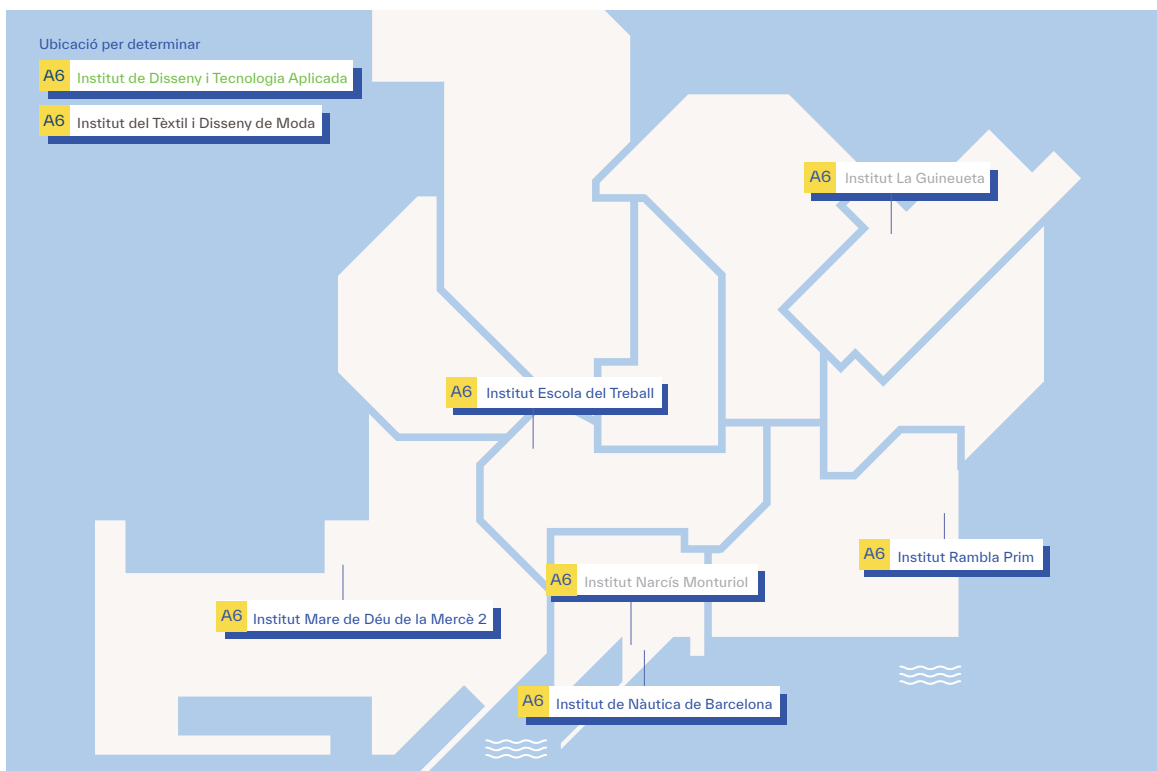 Ubicació per determinar
A6 Institut de Disseny i Tecnologia Aplicada
A6 Institut del Tèxtil i Disseny de Moda
A6 Institut La Guineueta
A6 Institut Escola del Treball
A6 Institut Rambla Prim
A6 Institut Narcís Monturiol
A6 Institut Mare de Déu de la Mercè 2
A6 Institut de Nàutica de Barcelona